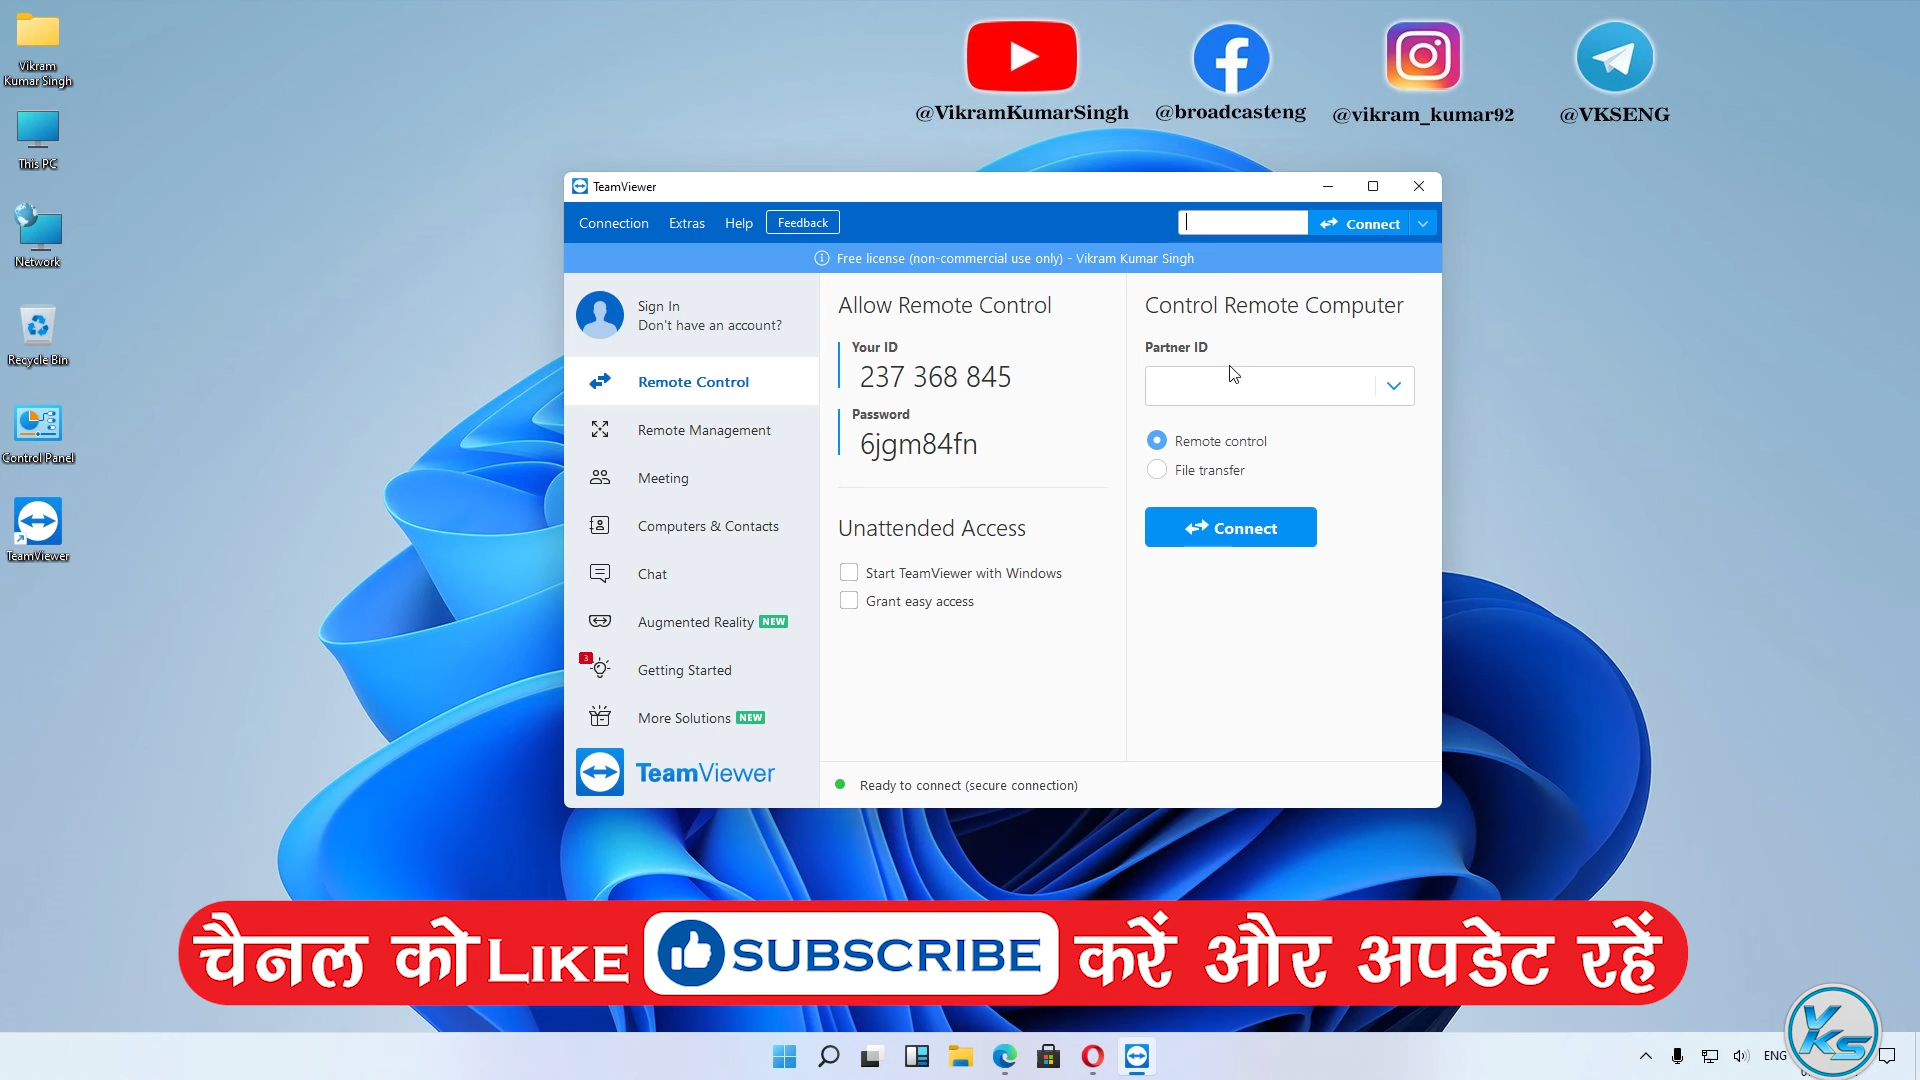 Vikram
Kumar Singh
This PC
Network
Recycle Bin
Control Panel
TeamViewer
@VikramKumarSingh
@broadcasteng
@vikram_kumar92
@VKSENG
TeamViewer
Connection
Extras
Help
Feedback
Connect
Free license (non-commercial use only) - Vikram Kumar Singh
Sign In
Don't have an account?
Remote Control
Remote Management
Meeting
Computers & Contacts
Chat
Augmented Reality NEW
3
Getting Started
More Solutions NEW
TeamViewer
Allow Remote Control
Your ID
237 368 845
Password
6jgm84fn
Unattended Access
Start TeamViewer with Windows
Grant easy access
Control Remote Computer
Partner ID
Remote control
File transfer
Connect
Ready to connect (secure connection)
चैनल को LIKE SUBSCRIBE करें और अपडेट रहें
ENG
VKS